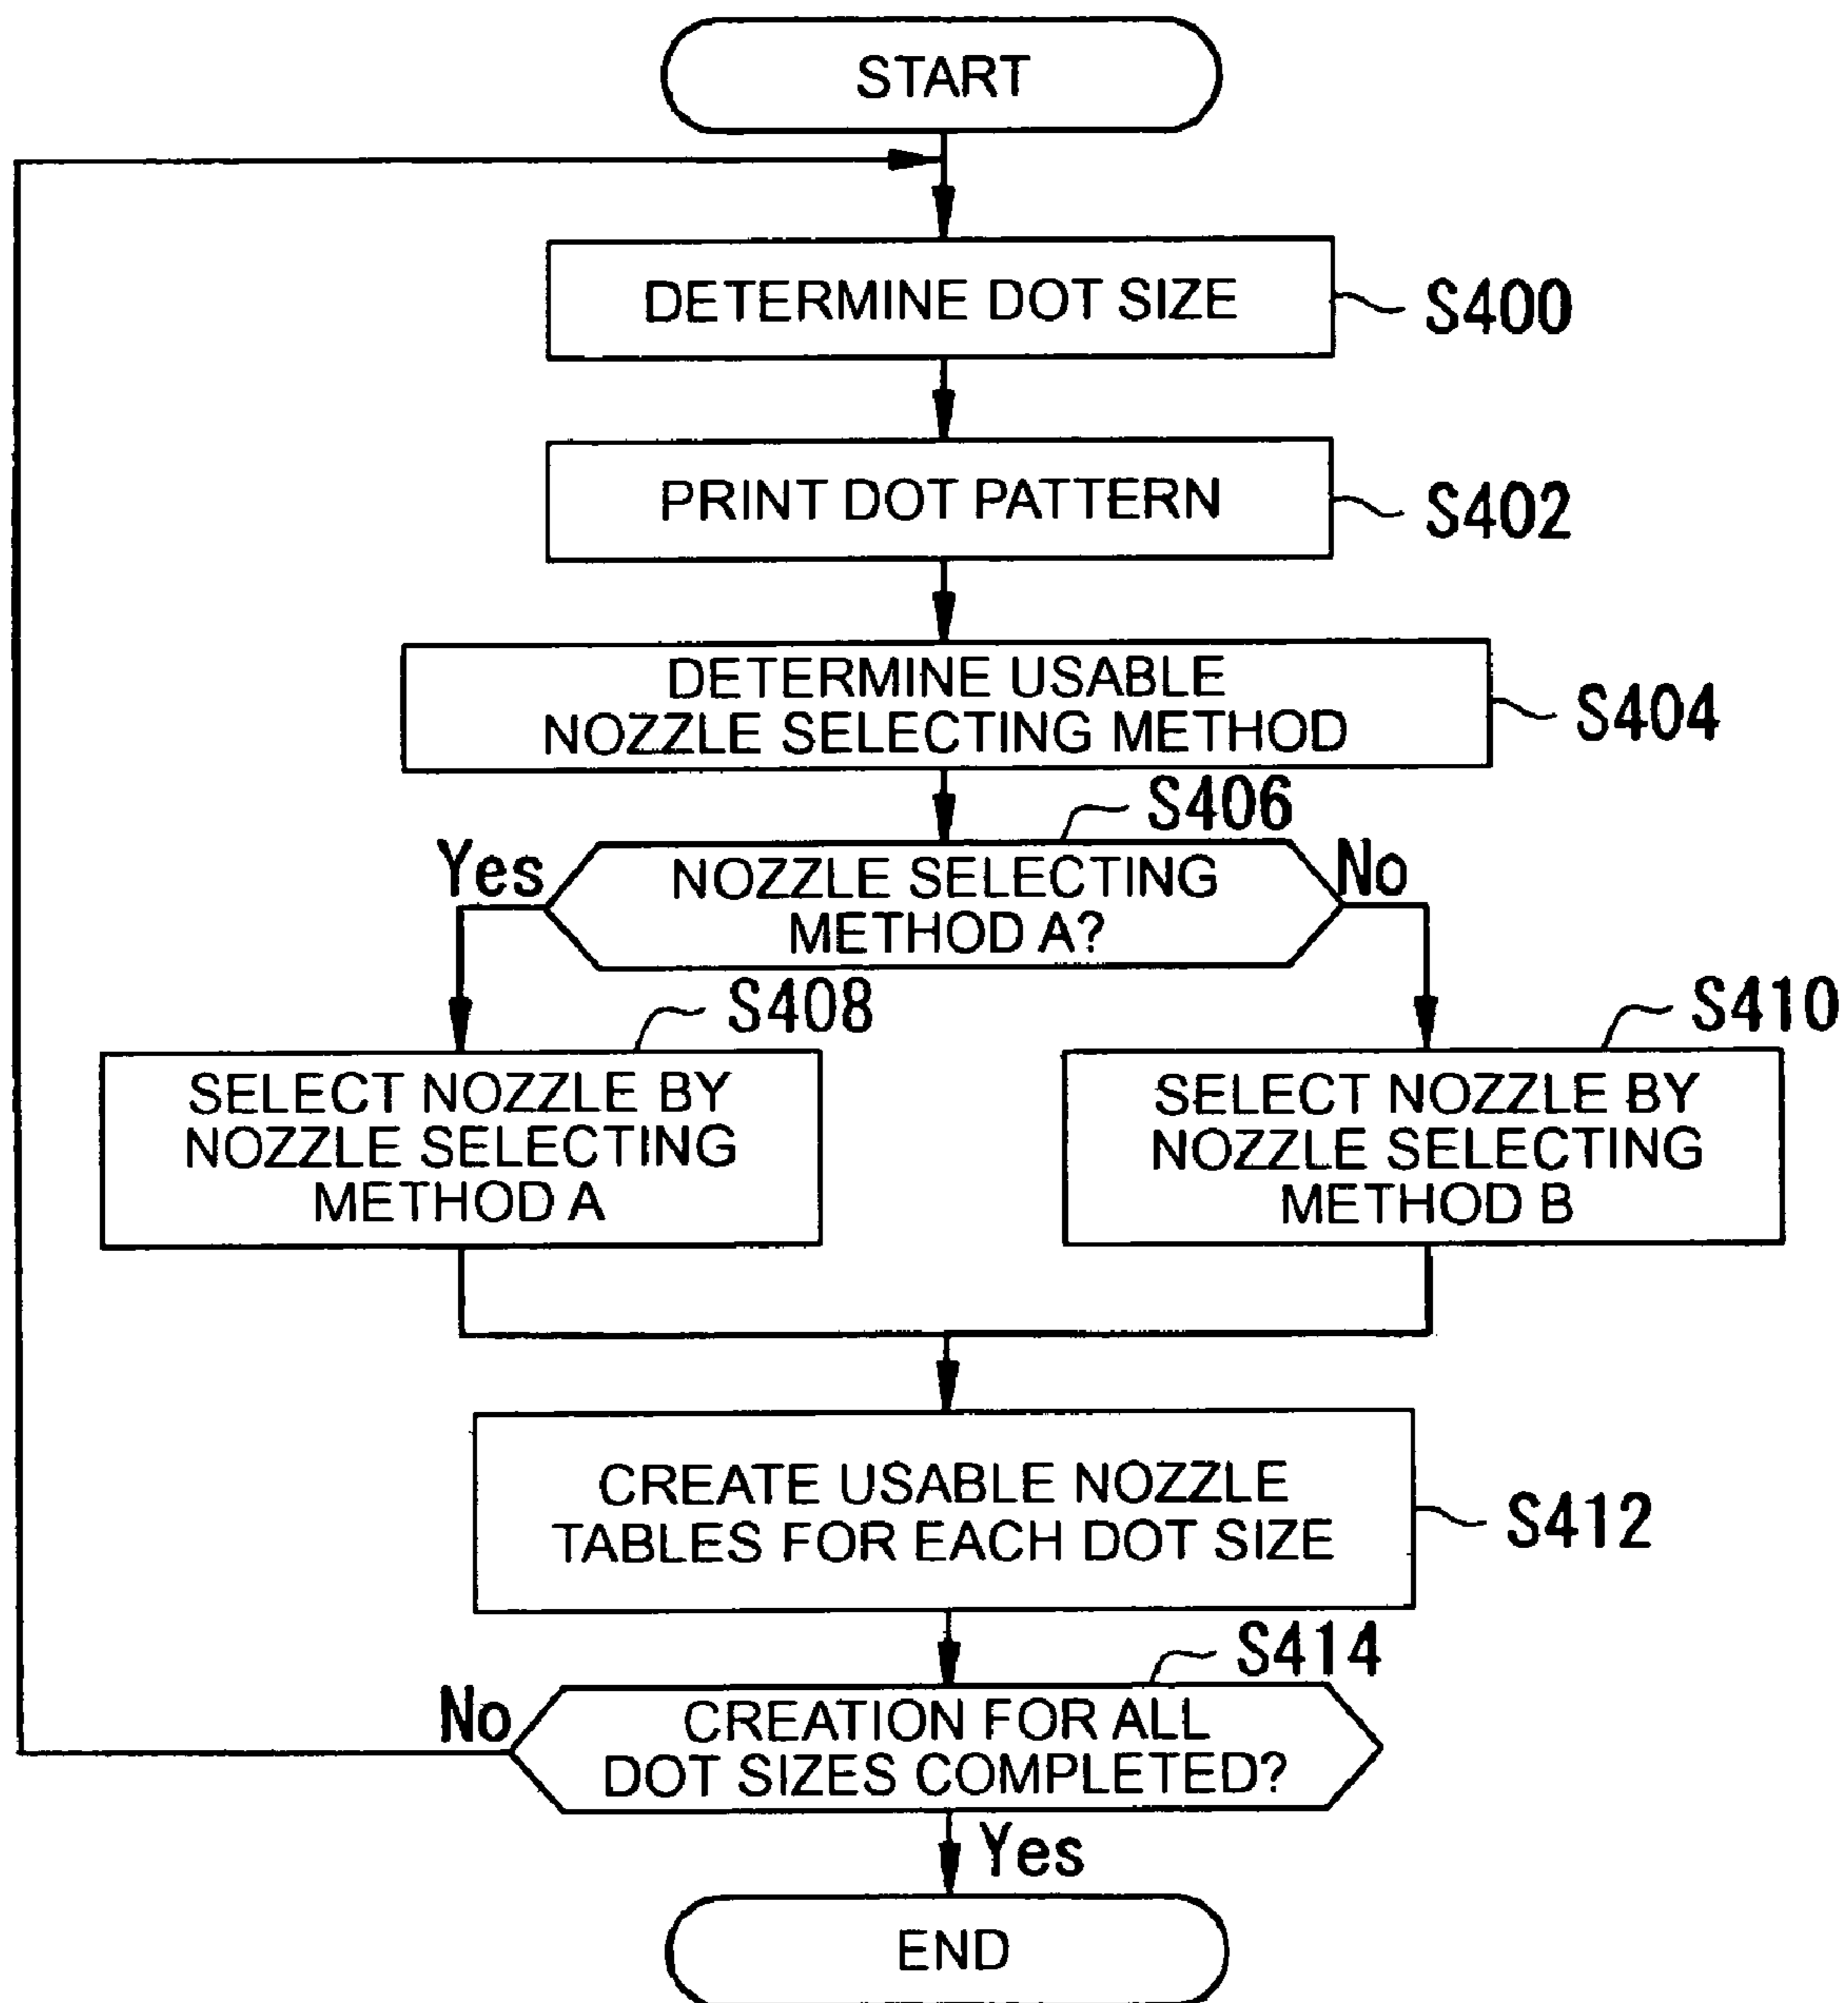 START
DETERMINE DOT SIZE
S400
PRINT DOT PATTERN
S402
DETERMINE USABLE
NOZZLE SELECTING METHOD
S404
S406
Yes
NOZZLE SELECTING
METHOD A?
No
S408
S410
SELECT NOZZLE BY
NOZZLE SELECTING
METHOD A
SELECT NOZZLE BY
NOZZLE SELECTING
METHOD B
CREATE USABLE NOZZLE
TABLES FOR EACH DOT SIZE
S412
S414
No
CREATION FOR ALL
DOT SIZES COMPLETED?
Yes
END